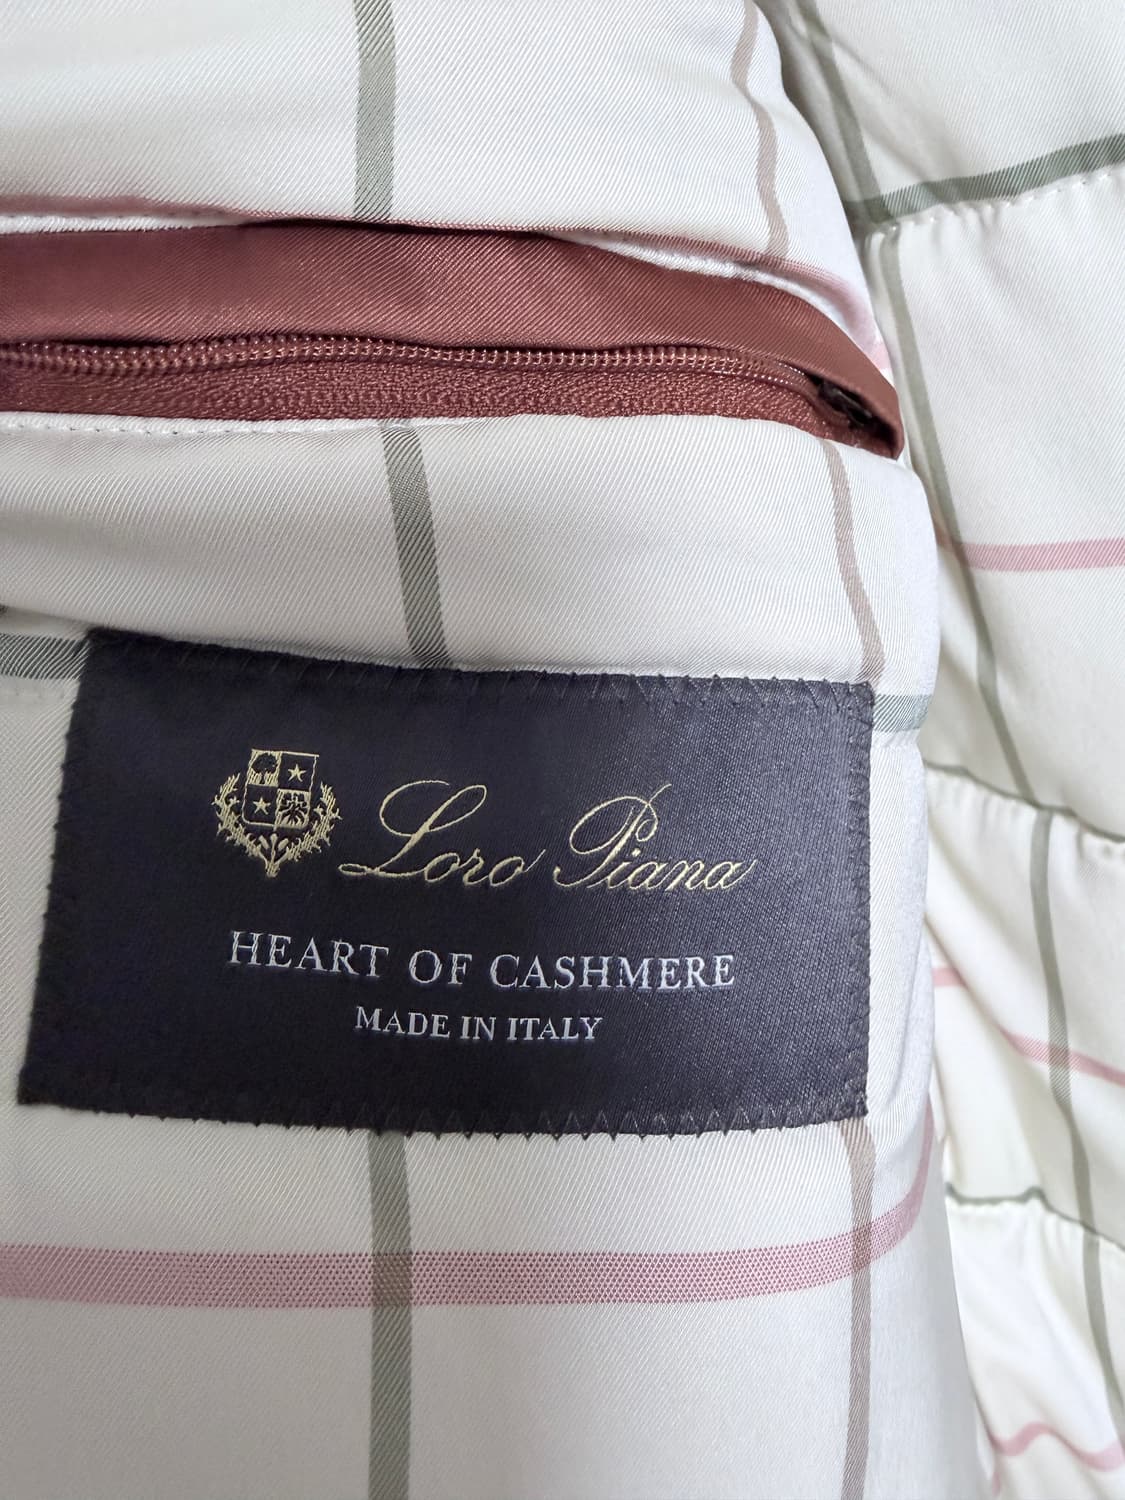 Loro Piana
HEART OF CASHMERE
MADE IN ITALY